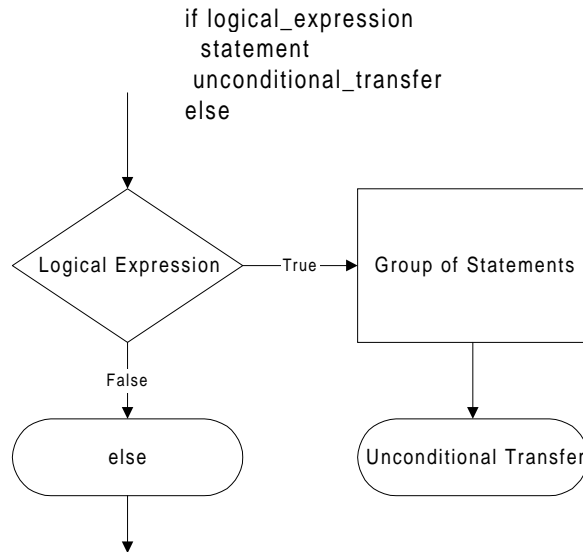 if logical_expression
statement
unconditional_transfer
else
Logical Expression
True
Group of Statements
False
else
Unconditional Transfer